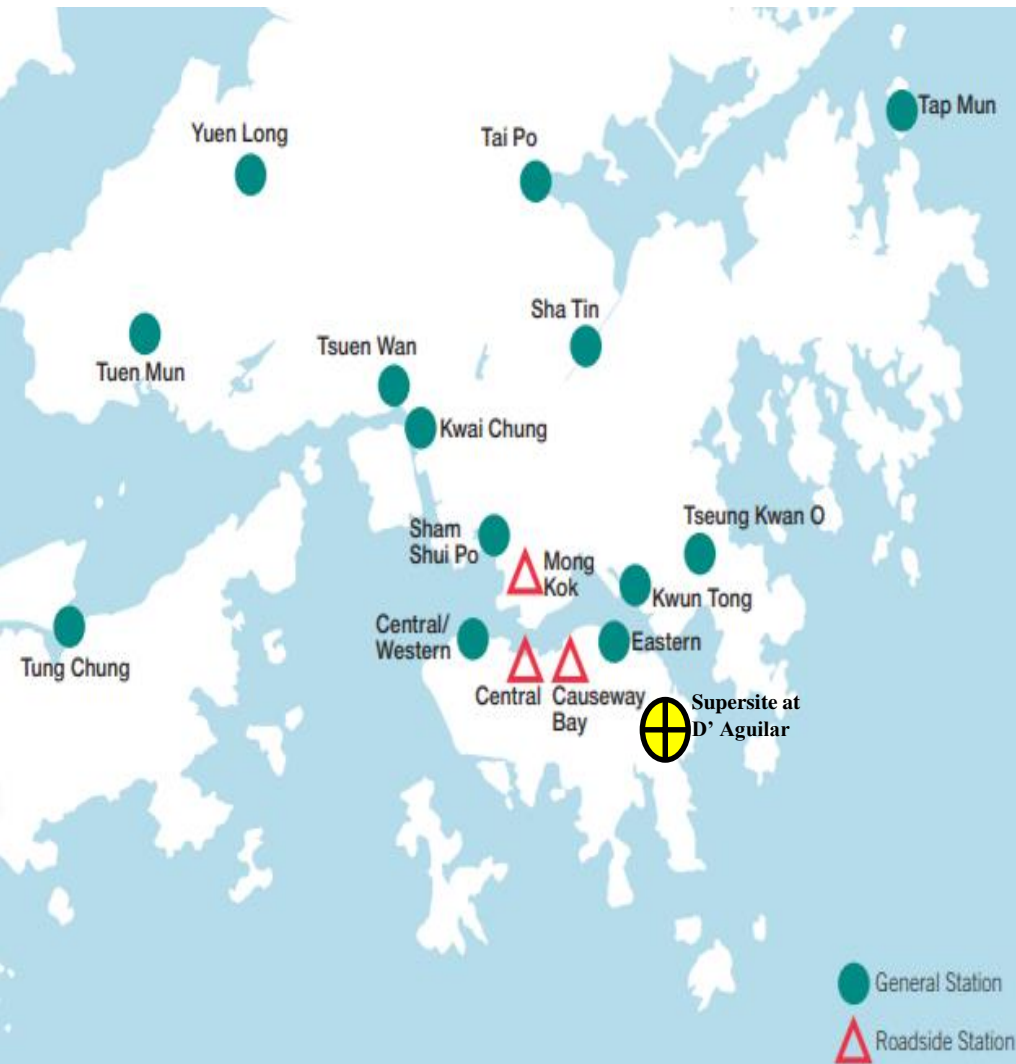 Tap Mun
Yuen Long
Tai Po
Sha Tin
Tsuen Wan
Tuen Mun
Kwai Chung
Tseung Kwan O
Sham
Shui Po
Mong
Kok
Kwun Tong
Central/
Western
Eastern
Tung Chung
Central
Causeway
Bay
Supersite at
D’ Aguilar
General Station
Roadside Station